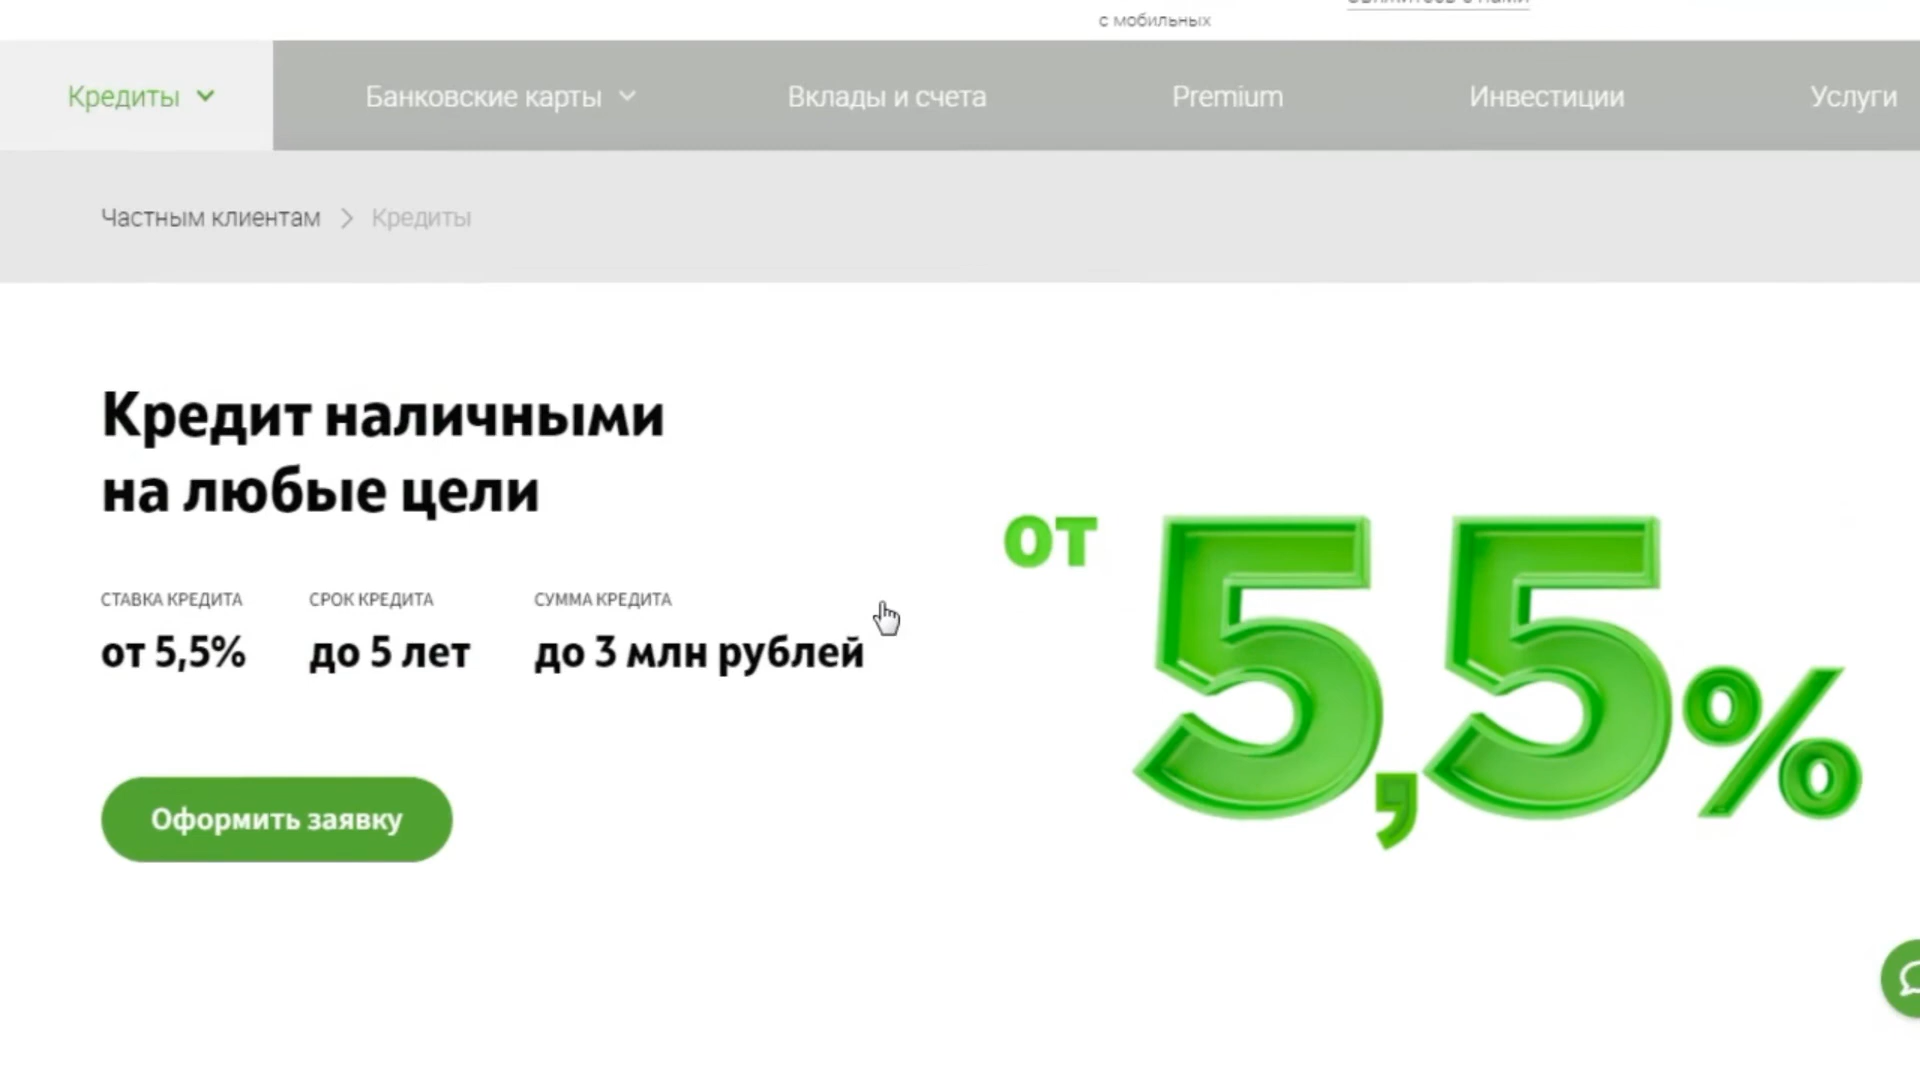 с мобильных
Кредиты
Банковские карты
Вклады и счета
Premium
Инвестиции
Услуги
Частным клиентам
Кредиты
Кредит наличными
на любые цели
СТАВКА КРЕДИТА
от 5,5%
СРОК КРЕДИТА
до 5 лет
СУММА КРЕДИТА
до 3 млн рублей
Оформить заявку
от 5,5%